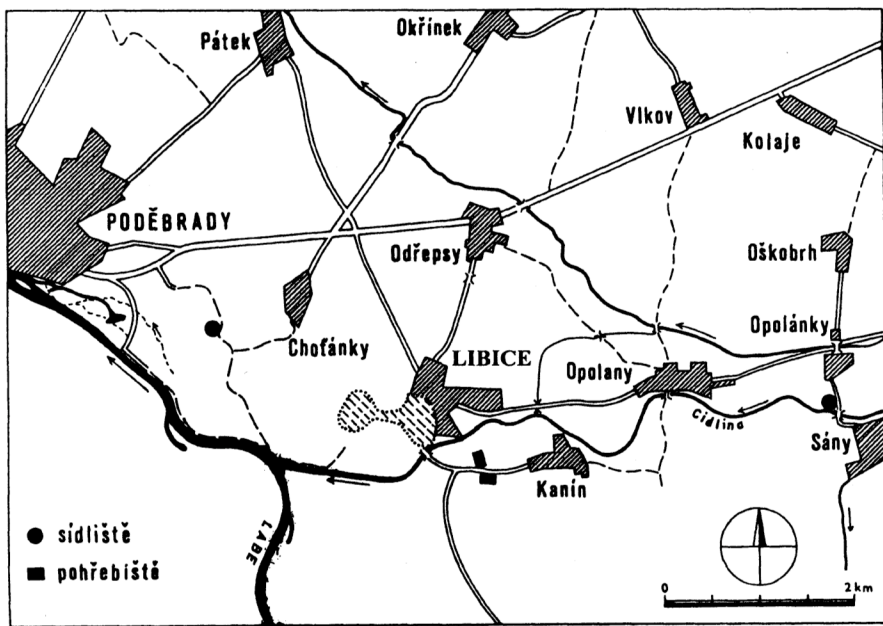 Pátek
Okřínek
Vlkov
Kolaje
PODĚBRADY
Odřepsy
Oškobrh
Choťánky
LIBICE
Opolánky
Opolany
Cidlina
Sány
Kanín
LABE
sídliště
pohřebiště
0 2 km